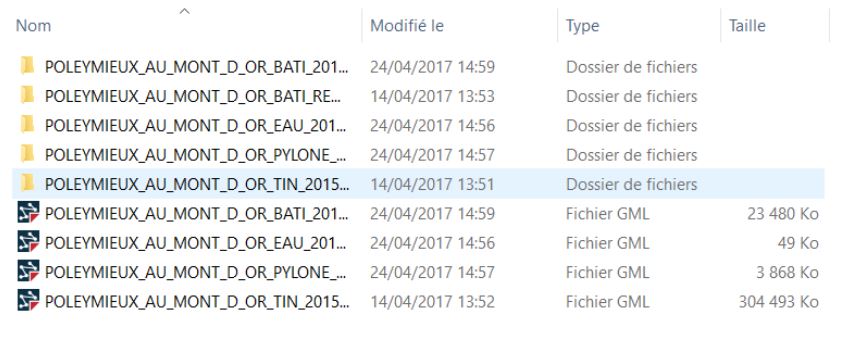 Nom Modifié le Type Taille
POLEYMIEUX_AU_MONT_D_OR_BATI_201... 24/04/2017 14:59 Dossier de fichiers
POLEYMIEUX_AU_MONT_D_OR_BATI_RE... 14/04/2017 13:53 Dossier de fichiers
POLEYMIEUX_AU_MONT_D_OR_EAU_201... 24/04/2017 14:56 Dossier de fichiers
POLEYMIEUX_AU_MONT_D_OR_PYLONE_... 24/04/2017 14:57 Dossier de fichiers
POLEYMIEUX_AU_MONT_D_OR_TIN_2015... 14/04/2017 13:51 Dossier de fichiers
POLEYMIEUX_AU_MONT_D_OR_BATI_201... 24/04/2017 14:59 Fichier GML 23 480 Ko
POLEYMIEUX_AU_MONT_D_OR_EAU_201... 24/04/2017 14:56 Fichier GML 49 Ko
POLEYMIEUX_AU_MONT_D_OR_PYLONE_... 24/04/2017 14:57 Fichier GML 3 868 Ko
POLEYMIEUX_AU_MONT_D_OR_TIN_2015... 14/04/2017 13:52 Fichier GML 304 493 Ko